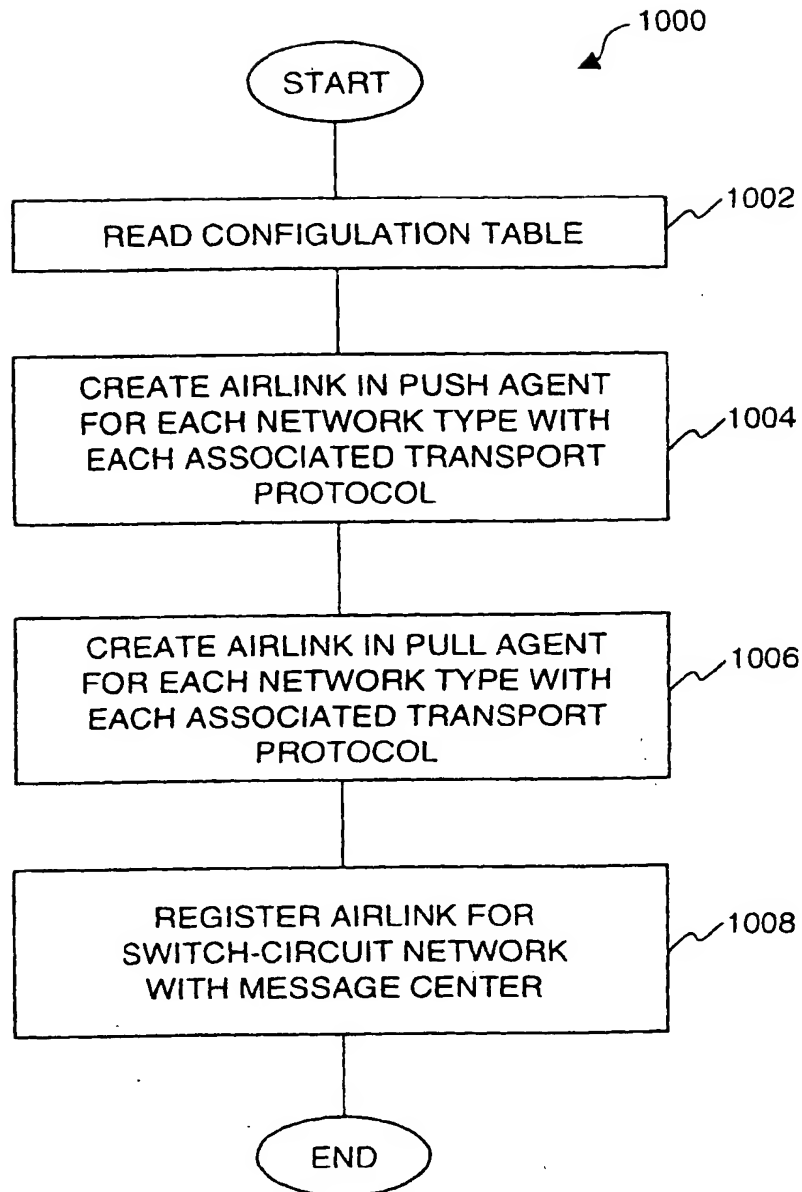 1000
START
READ CONFIGULATION TABLE
1002
CREATE AIRLINK IN PUSH AGENT
FOR EACH NETWORK TYPE WITH
EACH ASSOCIATED TRANSPORT
PROTOCOL
1004
CREATE AIRLINK IN PULL AGENT
FOR EACH NETWORK TYPE WITH
EACH ASSOCIATED TRANSPORT
PROTOCOL
1006
REGISTER AIRLINK FOR
SWITCH-CIRCUIT NETWORK
WITH MESSAGE CENTER
1008
END